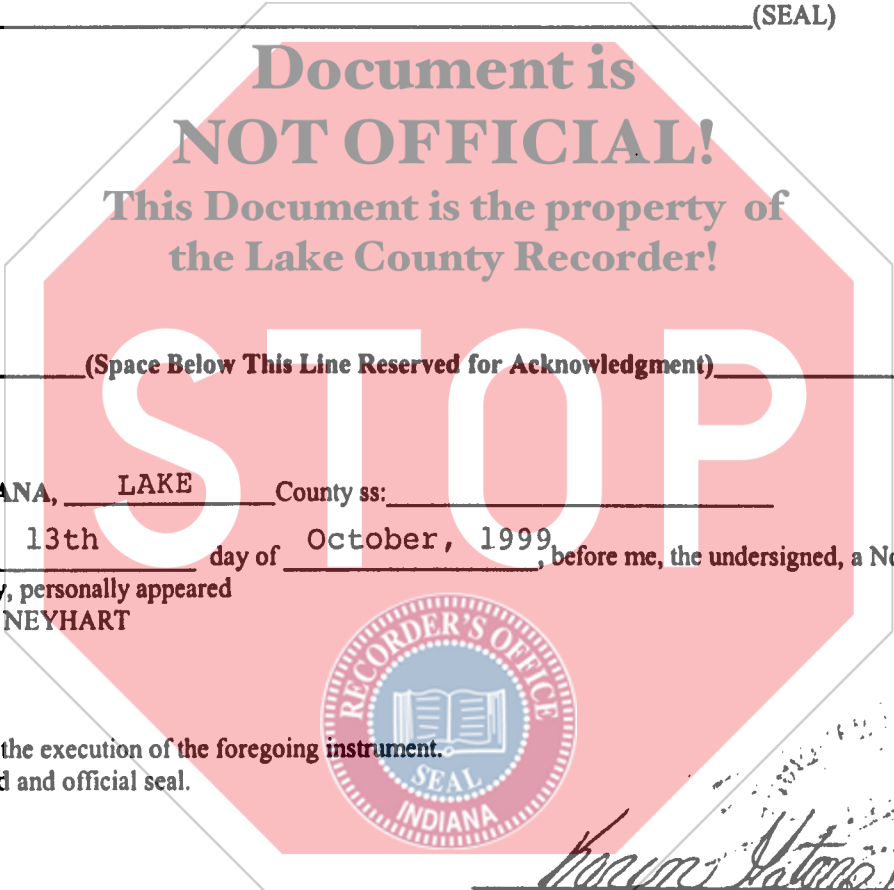 (SEAL)
Document is
NOT OFFICIAL!
This Document is the property of
the Lake County Recorder!
STOP
(Space Below This Line Reserved for Acknowledgment)
ANA, LAKE County ss:
13th day of October, 1999, before me, the undersigned, a No
y, personally appeared
NEYHART
RECORDER'S OFFICE
the execution of the foregoing instrument.
d and official seal.
SEAL
INDIANA